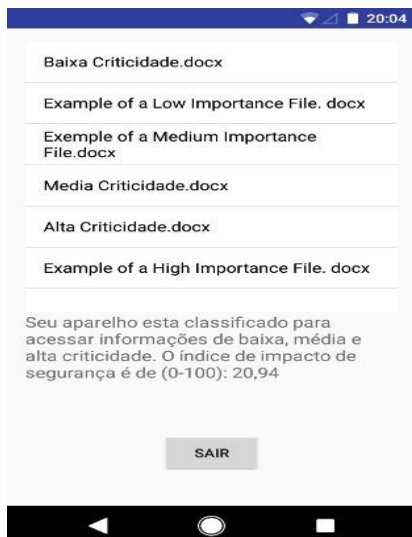 20:04
Baixa Criticidade.docx
Example of a Low Importance File. docx
Exemple of a Medium Importance
File.docx
Media Criticidade.docx
Alta Criticidade.docx
Example of a High Importance File. docx
Seu aparelho esta classificado para
acessar informações de baixa, média e
alta criticidade. O índice de impacto de
segurança é de (0-100): 20,94
SAIR